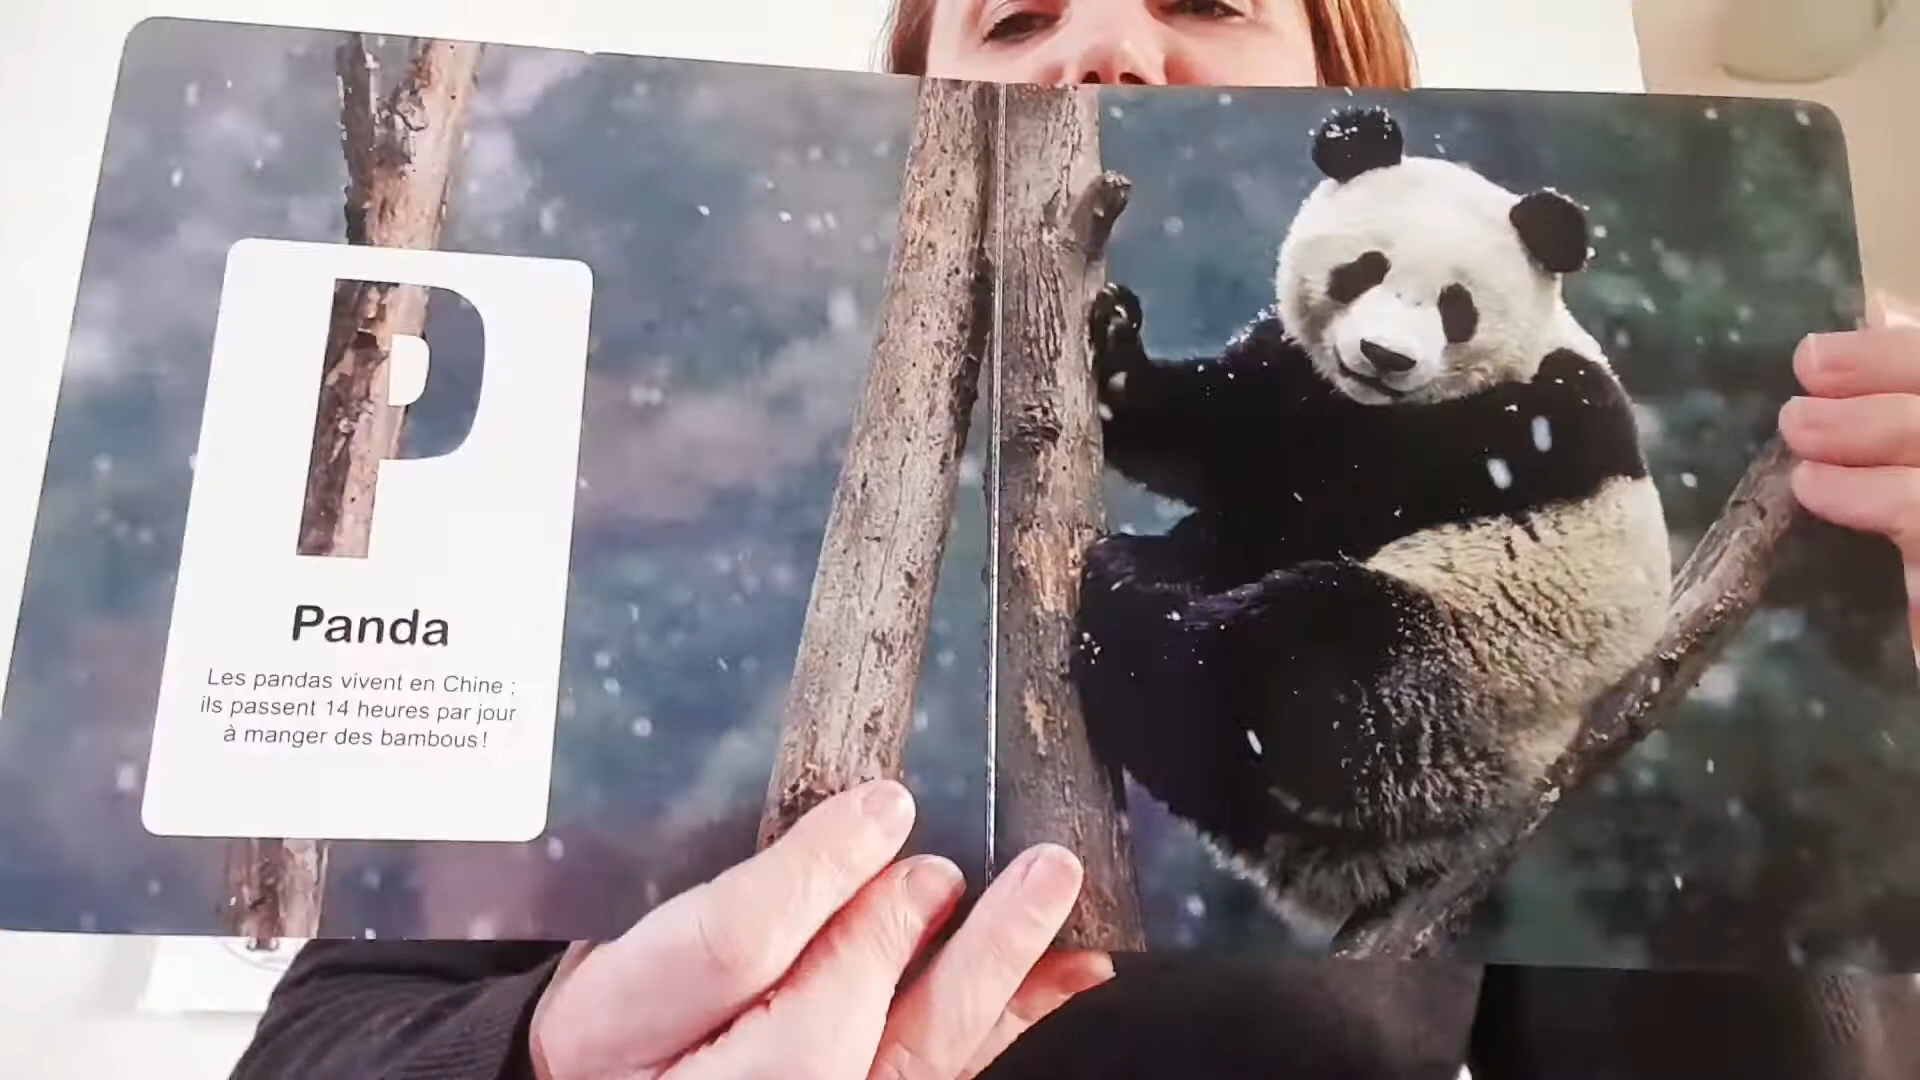 P
Panda
Les pandas vivent en Chine ;
ils passent 14 heures par jour
à manger des bambous !